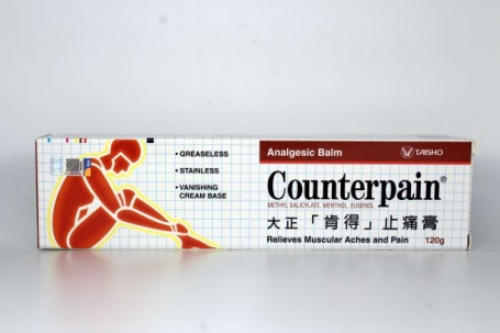 • GREASELESS
• STAINLESS
• VANISHING
CREAM BASE
Analgesic Balm
TAISHO
Counterpain®
METHYL SALICYLATE, MENTHOL, EUGENOL
大正「肯得」止痛膏
Relieves Muscular Aches and Pain
120g